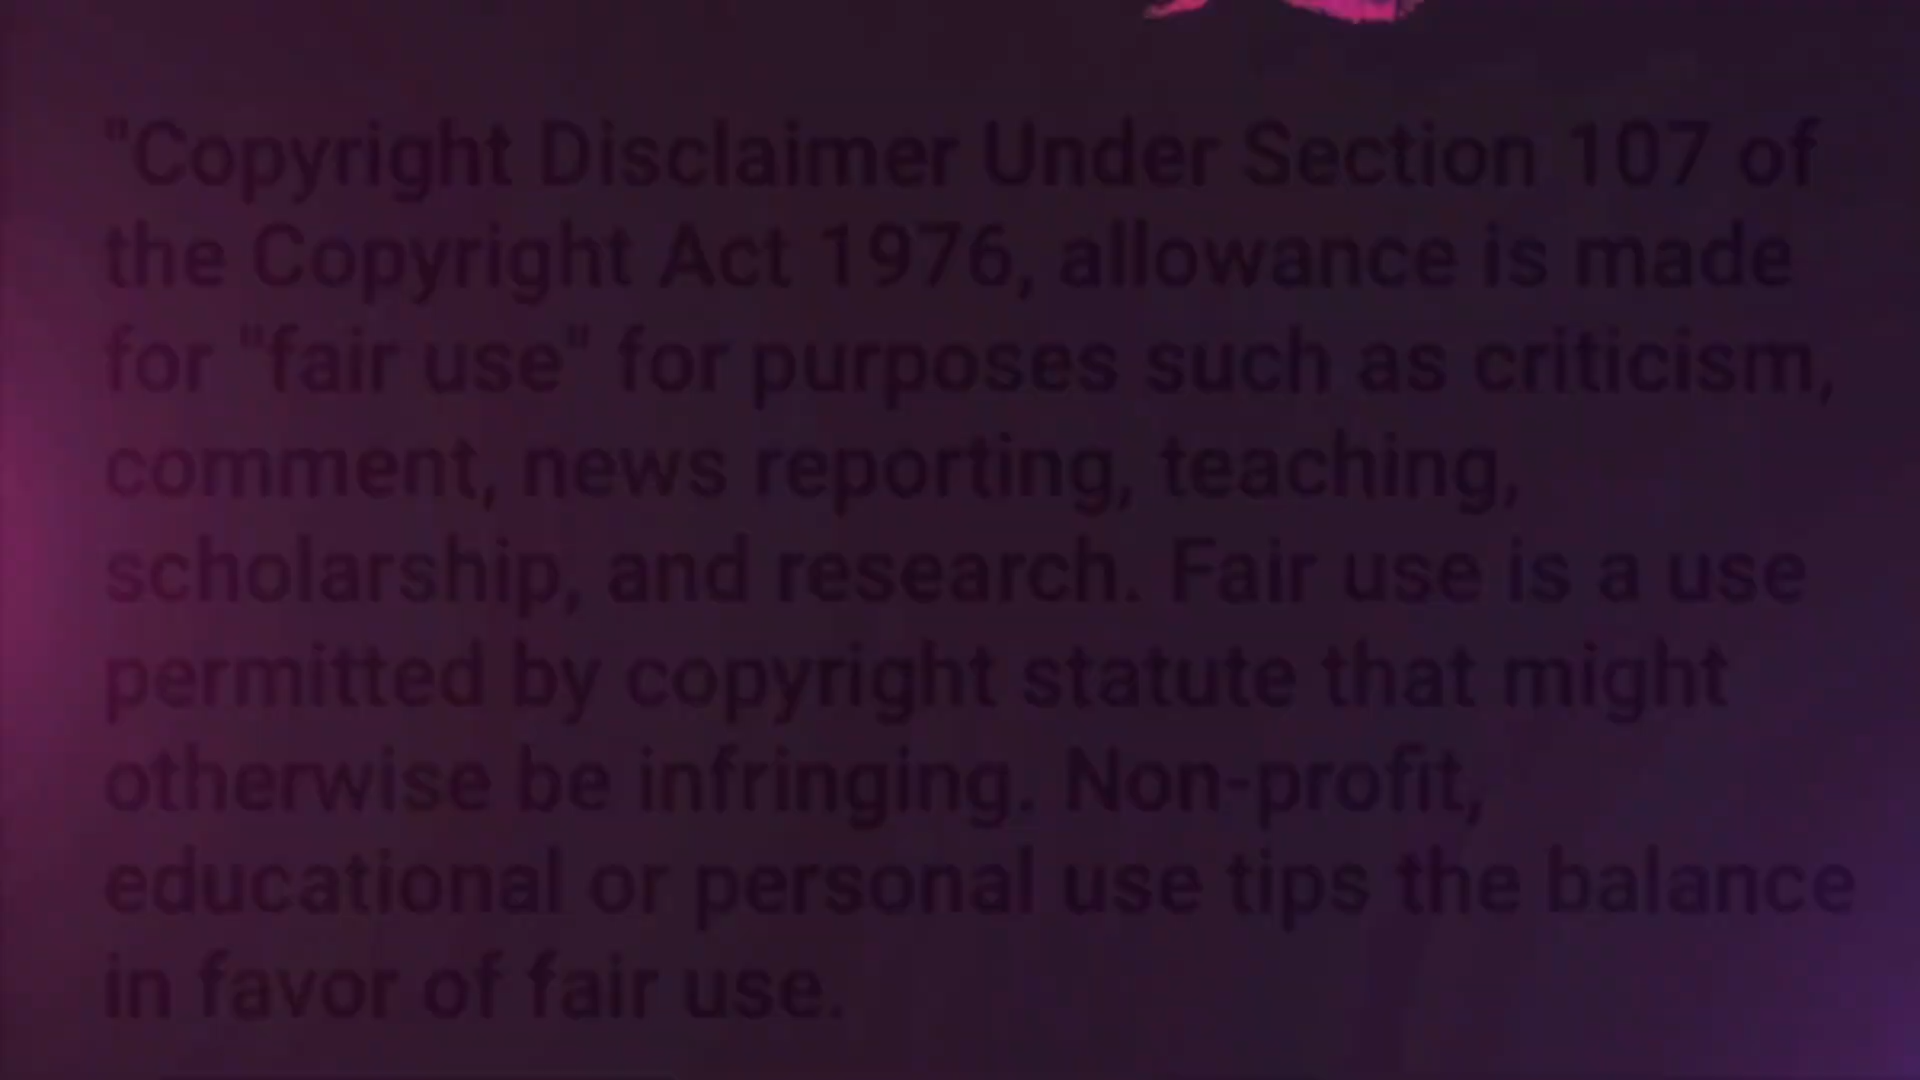 "Copyright Disclaimer Under Section 107 of
the Copyright Act 1976, allowance is made
for "fair use" for purposes such as criticism,
comment, news reporting, teaching,
scholarship, and research. Fair use is a use
permitted by copyright statute that might
otherwise be infringing. Non-profit,
educational or personal use tips the balance
in favor of fair use.